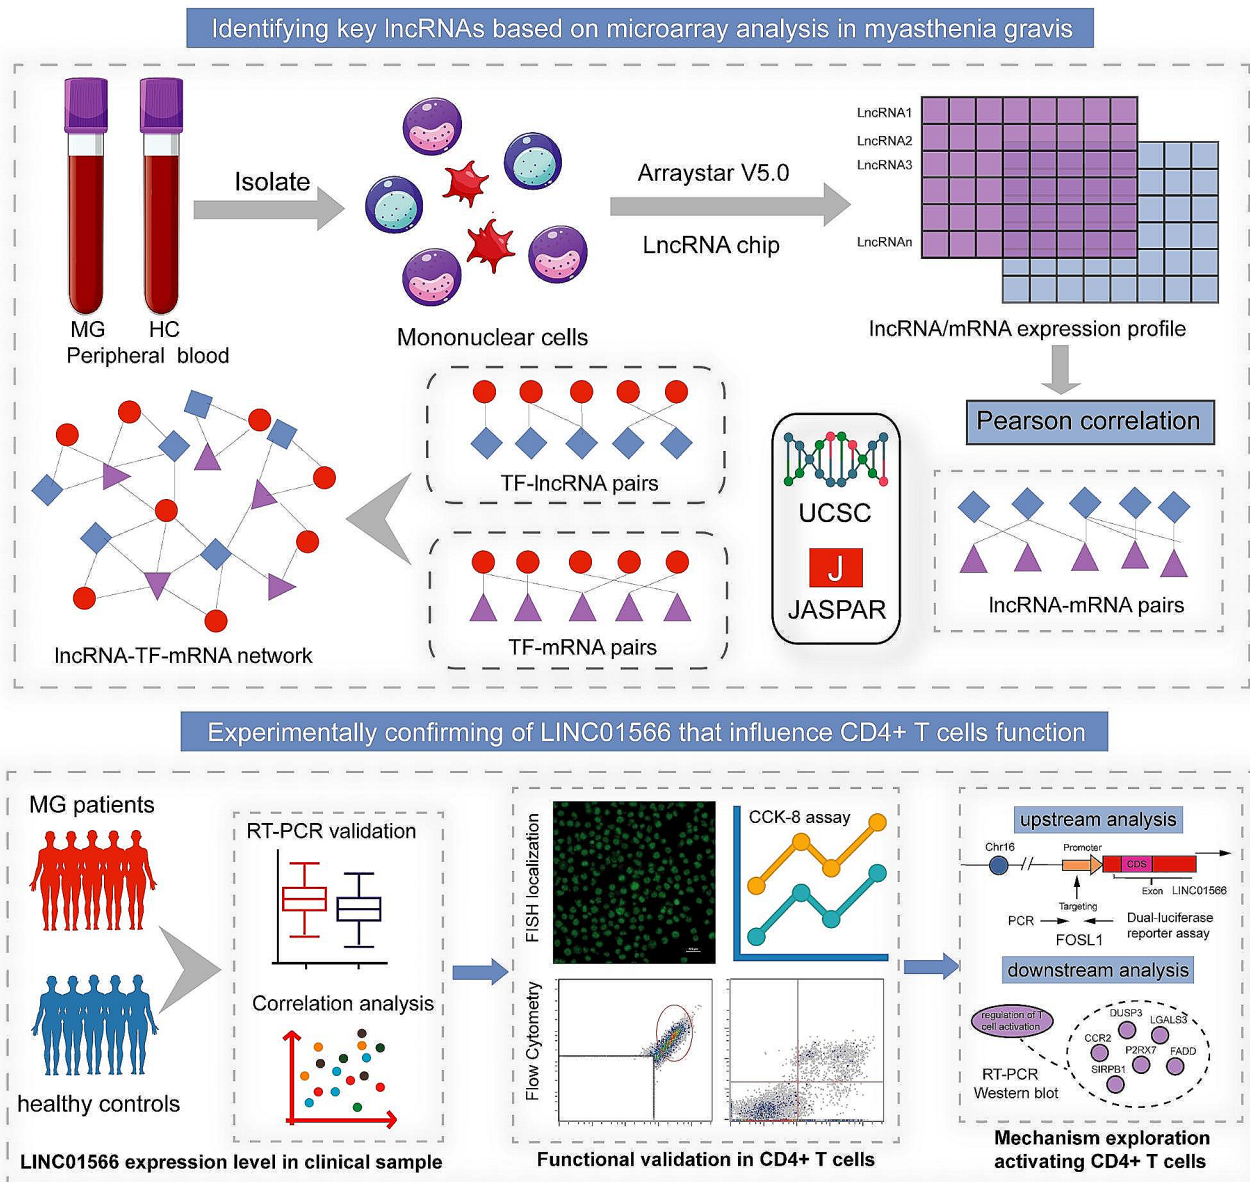 Identifying key lncRNAs based on microarray analysis in myasthenia gravis
MG
HC
Peripheral blood
Isolate
Mononuclear cells
Arraystar V5.0
LncRNA chip
LncRNA1
LncRNA2
LncRNA3
LncRNAn
lncRNA/mRNA expression profile
Pearson correlation
lncRNA-mRNA pairs
UCSC
J
JASPAR
TF-lncRNA pairs
TF-mRNA pairs
lncRNA-TF-mRNA network
Experimentally confirming of LINC01566 that influence CD4+ T cells function
MG patients
healthy controls
RT-PCR validation
Correlation analysis
LINC01566 expression level in clinical sample
FISH localization
CCK-8 assay
Flow Cytometry
Functional validation in CD4+ T cells
upstream analysis
Chr16
Promoter
CDS
Exon
LINC01566
Targeting
PCR
FOSL1
Dual-luciferase
reporter assay
downstream analysis
regulation of T
cell activation
DUSP3
LGALS3
CCR2
P2RX7
FADD
SIRPB1
RT-PCR
Western blot
Mechanism exploration
activating CD4+ T cells